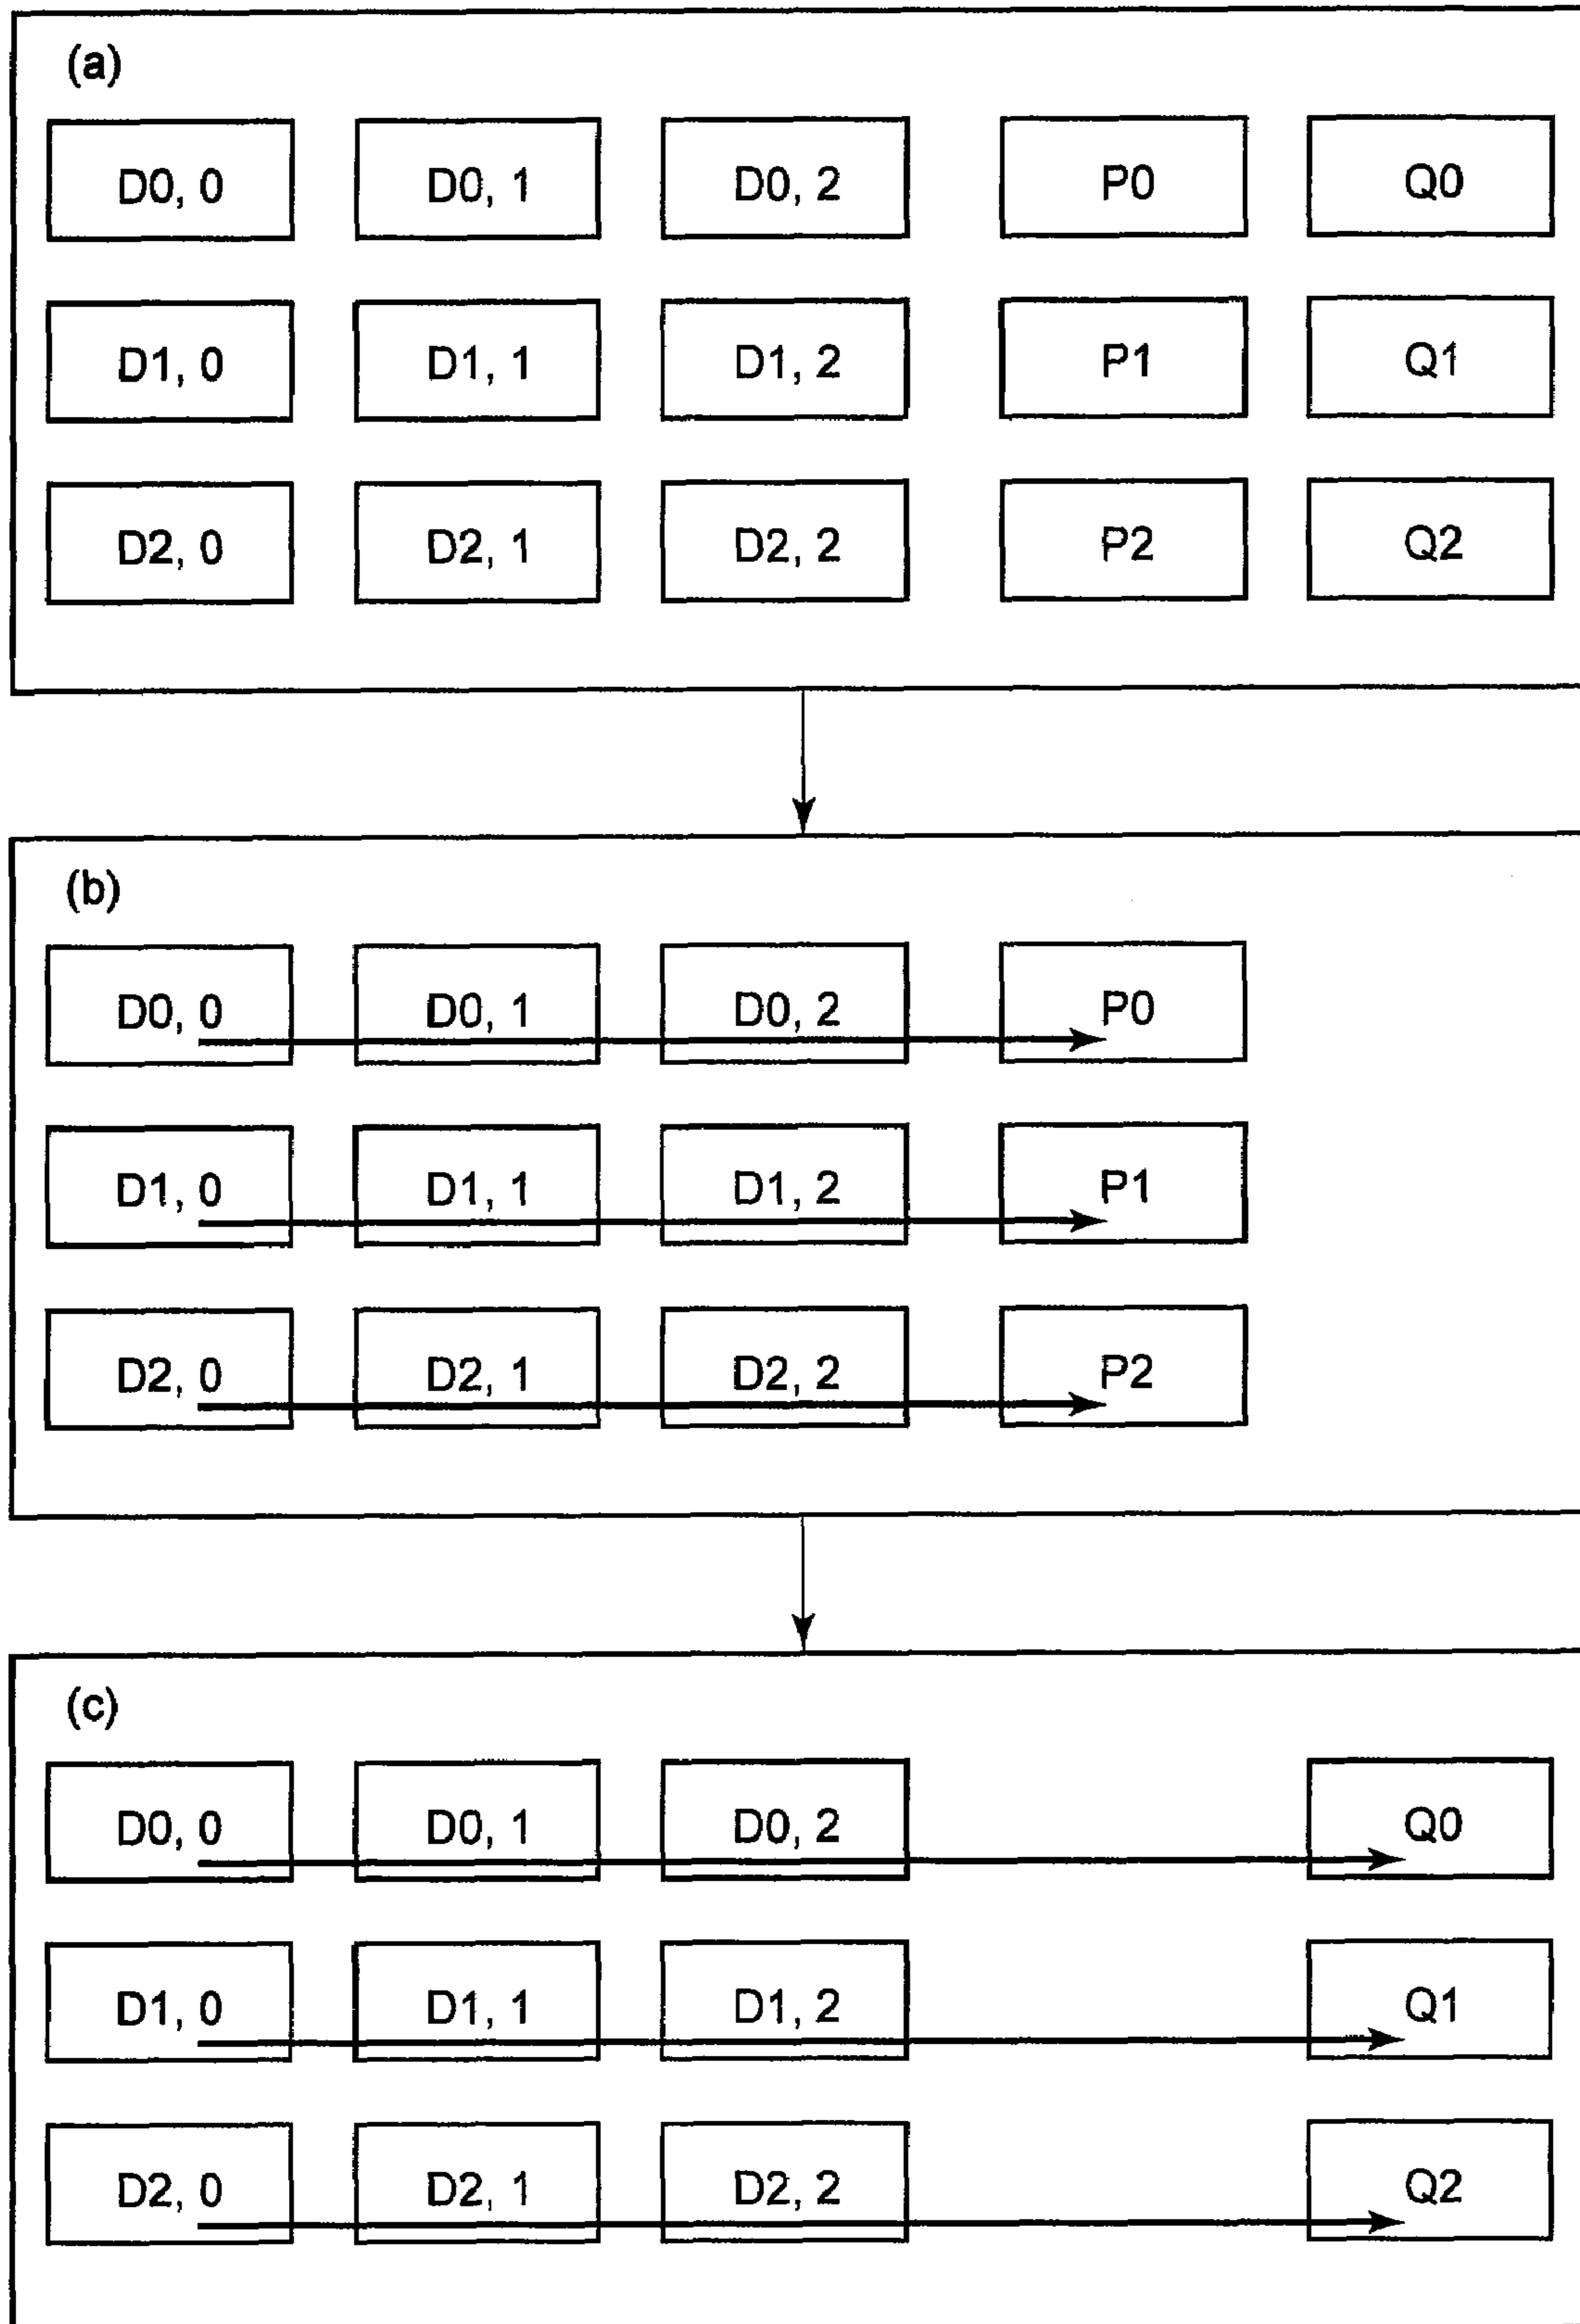 (a)
D0, 0 D0, 1 D0, 2 P0 Q0
D1, 0 D1, 1 D1, 2 P1 Q1
D2, 0 D2, 1 D2, 2 P2 Q2
(b)
D0, 0 D0, 1 D0, 2 P0
D1, 0 D1, 1 D1, 2 P1
D2, 0 D2, 1 D2, 2 P2
(c)
D0, 0 D0, 1 D0, 2 Q0
D1, 0 D1, 1 D1, 2 Q1
D2, 0 D2, 1 D2, 2 Q2